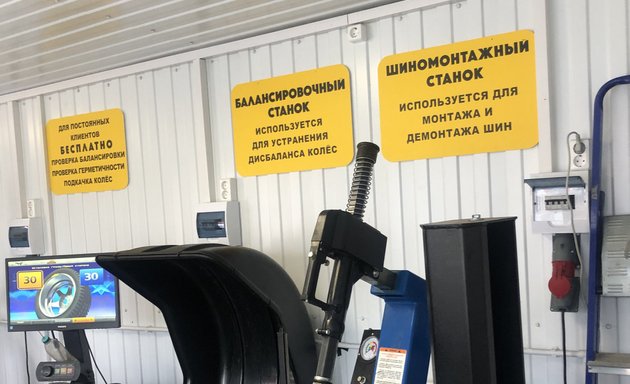 ДЛЯ ПОСТОЯННЫХ
КЛИЕНТОВ
БЕСПЛАТНО
ПРОВЕРКА БАЛАНСИРОВКИ
ПРОВЕРКА ГЕРМЕТИЧНОСТИ
ПОДКАЧКА КОЛЁС
БАЛАНСИРОВОЧНЫЙ
СТАНОК
ИСПОЛЬЗУЕТСЯ
ДЛЯ УСТРАНЕНИЯ
ДИСБАЛАНСА КОЛЁС
ШИНОМОНТАЖНЫЙ
СТАНОК
ИСПОЛЬЗУЕТСЯ ДЛЯ
МОНТАЖА И
ДЕМОНТАЖА ШИН
30 30